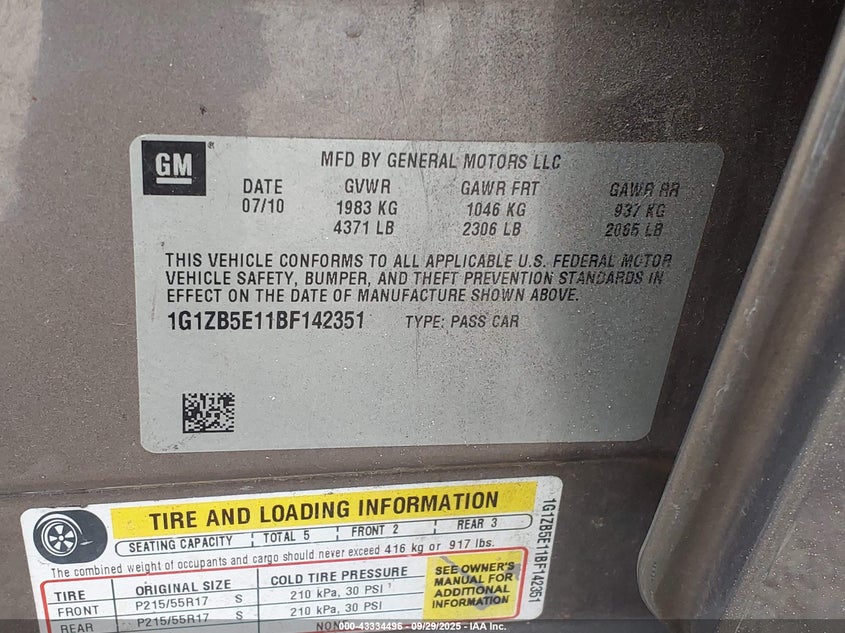 GM
MFD BY GENERAL MOTORS LLC
DATE GVWR GAWR FRT GAWR RR
07/10 1983 KG 1046 KG 937 KG
4371 LB 2306 LB 2065 LB
THIS VEHICLE CONFORMS TO ALL APPLICABLE U.S. FEDERAL MOTOR
VEHICLE SAFETY, BUMPER, AND THEFT PREVENTION STANDARDS IN
EFFECT ON THE DATE OF MANUFACTURE SHOWN ABOVE.
1G1ZB5E11BF142351 TYPE: PASS CAR
TIRE AND LOADING INFORMATION
SEATING CAPACITY TOTAL 5 FRONT 2 REAR 3
The combined weight of occupants and cargo should never exceed 416 kg or 917 lbs.
TIRE ORIGINAL SIZE COLD TIRE PRESSURE
FRONT P215/55R17 S 210 kPa, 30 PSI
REAR P215/55R17 S 210 kPa, 30 PSI
SEE OWNER'S
MANUAL FOR
ADDITIONAL
INFORMATION
1G1ZB5E11BF142351
000-43334496 - 09/29/2025 - IAA Inc.